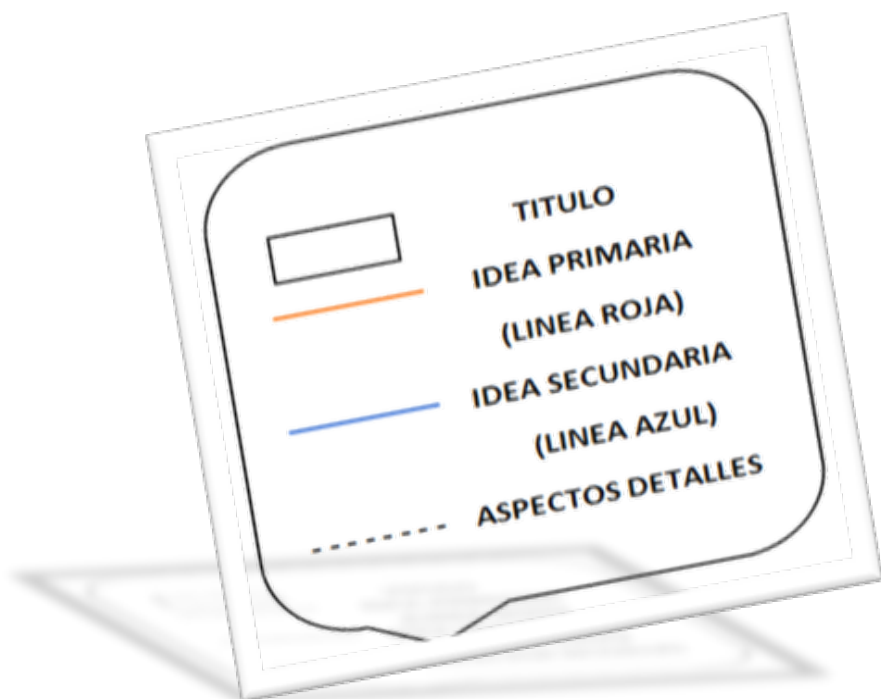 TITULO
IDEA PRIMARIA
(LINEA ROJA)
IDEA SECUNDARIA
(LINEA AZUL)
ASPECTOS DETALLES